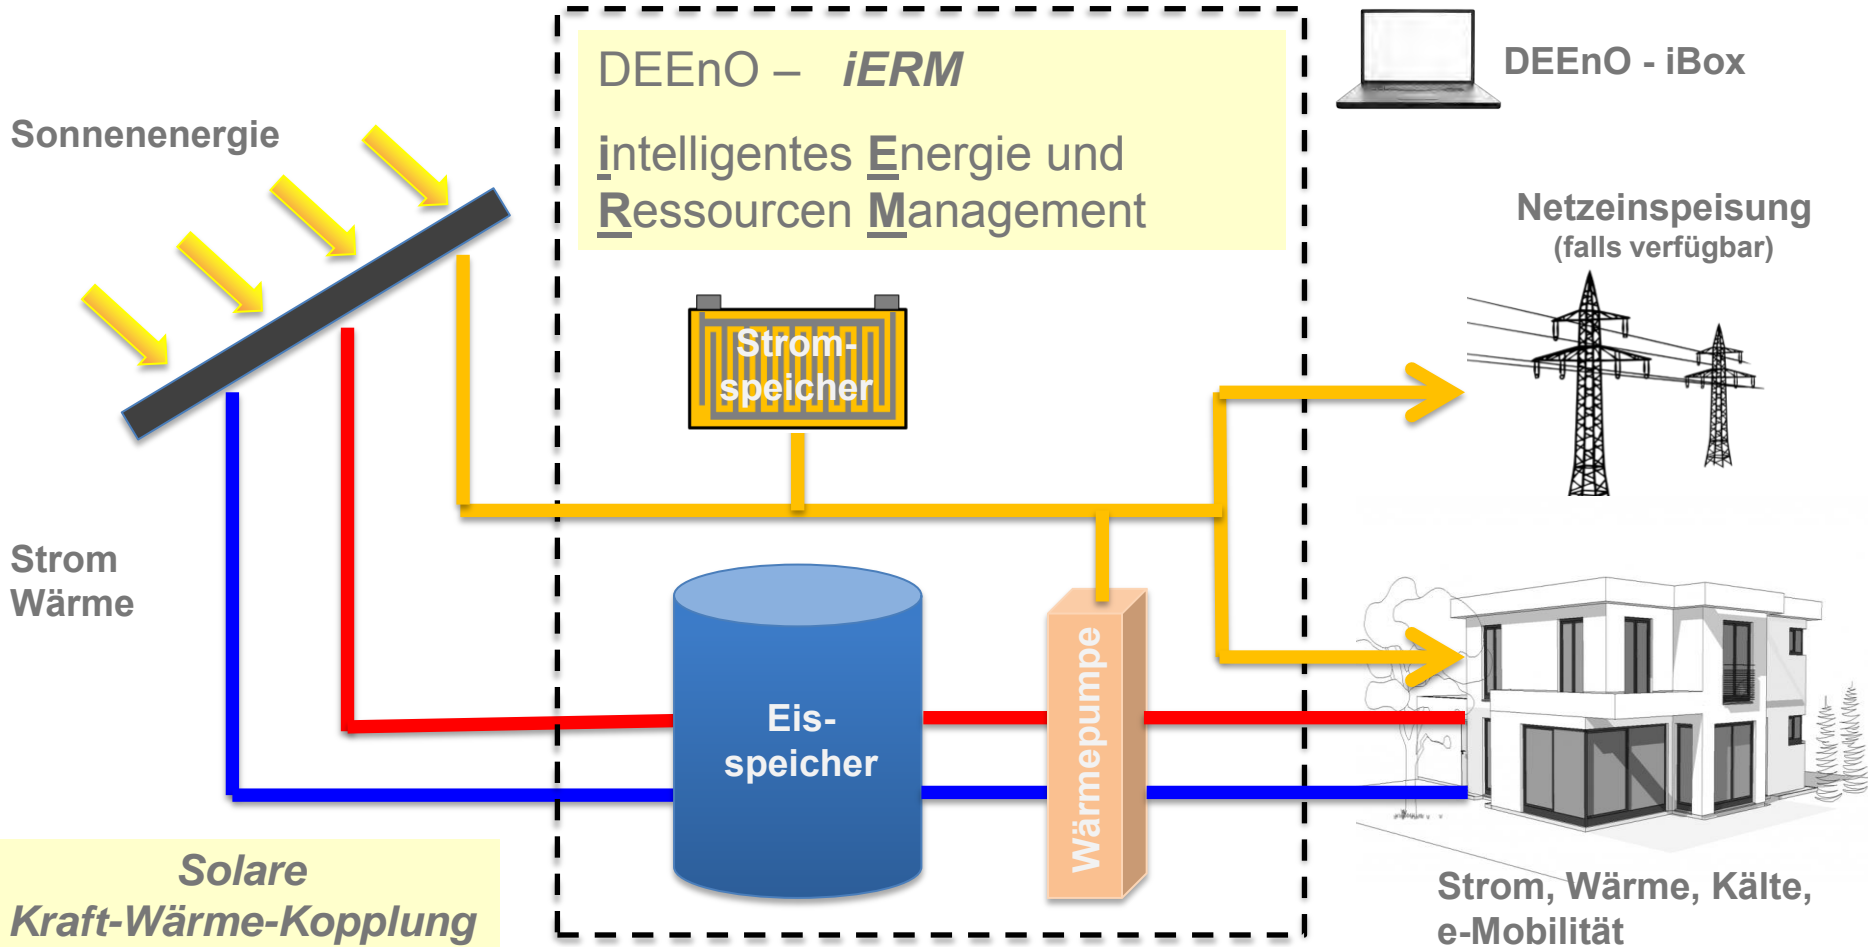 DEEnO – iERM
intelligentes Energie und
Ressourcen Management
DEEnO - iBox
Sonnenenergie
Netzeinspeisung
(falls verfügbar)
Strom-
speicher
Strom
Wärme
Eis-
speicher
Wärmepumpe
Solare
Kraft-Wärme-Kopplung
Strom, Wärme, Kälte,
e-Mobilität